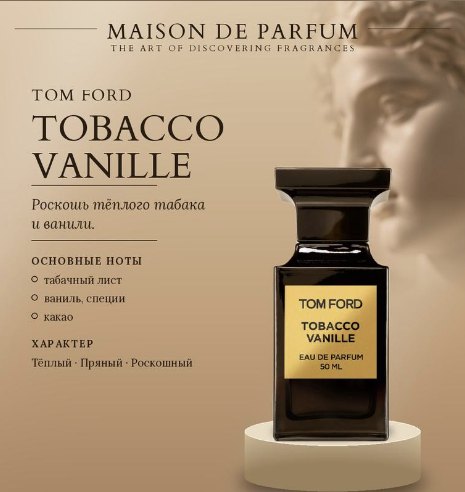 MAISON DE PARFUM
THE ART OF DISCOVERING FRAGRANCES
TOM FORD
TOBACCO
VANILLE
Роскошь тёплого табака
и ванили.
ОСНОВНЫЕ НОТЫ
табачный лист
ваниль, специи
какао
ХАРАКТЕР
Тёплый · Пряный · Роскошный
TOM FORD
TOBACCO
VANILLE
EAU DE PARFUM
50 ML